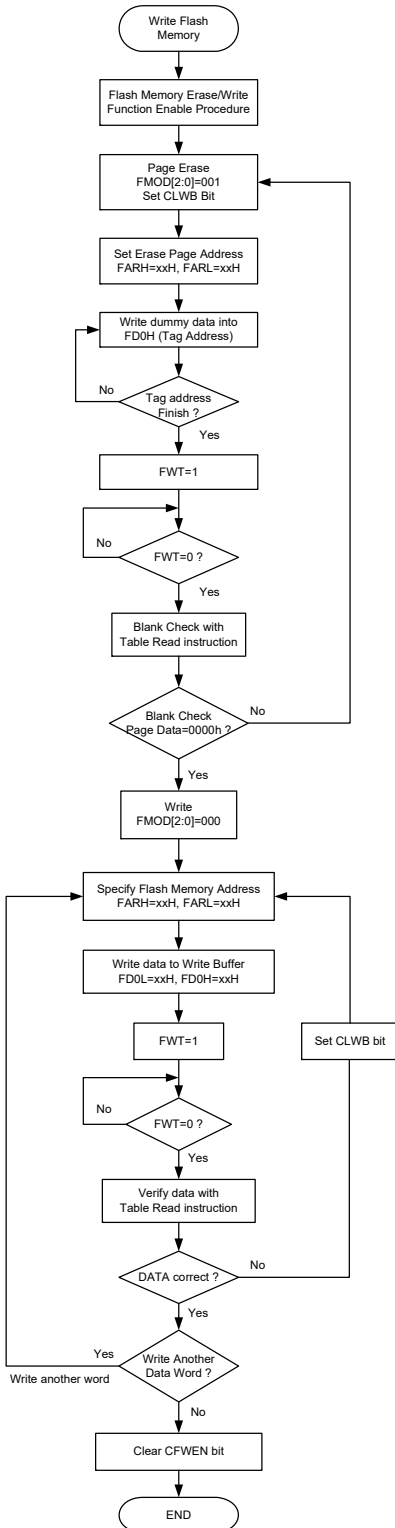 Write Flash
Memory
Flash Memory Erase/Write
Function Enable Procedure
Page Erase
FMOD[2:0]=001
Set CLWB Bit
Set Erase Page Address
FARH=xxH, FARL=xxH
Write dummy data into
FD0H (Tag Address)
No
Tag address
Finish ?
Yes
FWT=1
No
FWT=0 ?
Yes
Blank Check with
Table Read instruction
Blank Check
Page Data=0000h ?
No
Yes
Write
FMOD[2:0]=000
Specify Flash Memory Address
FARH=xxH, FARL=xxH
Write data to Write Buffer
FD0L=xxH, FD0H=xxH
FWT=1
Set CLWB bit
No
FWT=0 ?
Yes
Verify data with
Table Read instruction
DATA correct ?
No
Yes
Yes
Write another word
Write Another
Data Word ?
No
Clear CFWEN bit
END